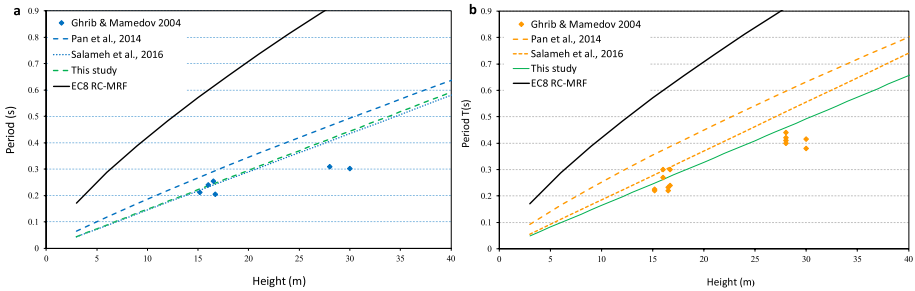 a
Ghrib & Mamedov 2004
Pan et al., 2014
Salameh et al., 2016
This study
EC8 RC-MRF
Period (s)
0.9
0.8
0.7
0.6
0.5
0.4
0.3
0.2
0.1
0
0 5 10 15 20 25 30 35 40
Height (m)
b
Ghrib & Mamedov 2004
Pan et al., 2014
Salameh et al., 2016
This study
EC8 RC-MRF
Period T(s)
0.9
0.8
0.7
0.6
0.5
0.4
0.3
0.2
0.1
0
0 5 10 15 20 25 30 35 40
Height (m)